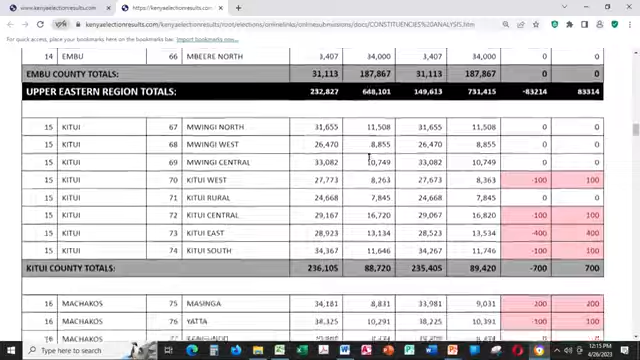 www.kenyaelectionresults.com
https://kenyaelectionresults.com
kenyaelectionresults.com/kenyaelectionresults/root/elections/onlinelinks/onlinesubmissions/docs/CONSTITUENCIES%20ANALYSIS.htm
For quick access, place your bookmarks here on the bookmarks bar. Import bookmarks now...
14 EMBU 66 MBEERE NORTH 3,407 34,000 3,407 34,000 0 0
EMBU COUNTY TOTALS: 31,113 187,867 31,113 187,867 0 0
UPPER EASTERN REGION TOTALS: 232,827 648,101 149,613 731,415 -83214 83314
15 KITUI 67 MWINGI NORTH 31,655 11,508 31,655 11,508 0 0
15 KITUI 68 MWINGI WEST 26,470 8,855 26,470 8,855 0 0
15 KITUI 69 MWINGI CENTRAL 33,082 10,749 33,082 10,749 0 0
15 KITUI 70 KITUI WEST 27,773 8,263 27,673 8,363 -100 100
15 KITUI 71 KITUI RURAL 24,668 7,845 24,668 7,845 0 0
15 KITUI 72 KITUI CENTRAL 29,167 16,720 29,067 16,820 -100 100
15 KITUI 73 KITUI EAST 28,923 13,134 28,523 13,534 -400 400
15 KITUI 74 KITUI SOUTH 34,367 11,646 34,267 11,746 -100 100
KITUI COUNTY TOTALS: 236,105 88,720 235,405 89,420 -700 700
16 MACHAKOS 75 MASINGA 34,181 8,831 33,981 9,031 200 200
16 MACHAKOS 76 YATTA 38,325 10,291 38,225 10,391 -100 100
16 MACHAKOS
Type here to search
12:15 PM
4/26/2023